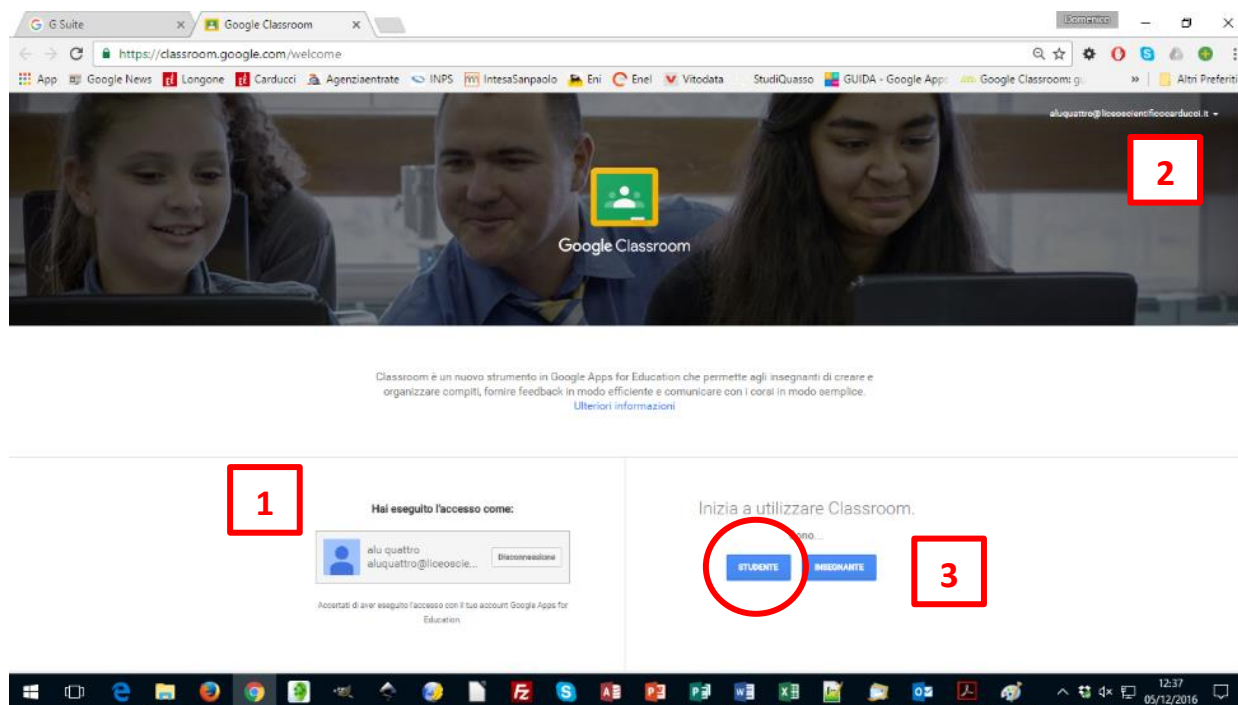 G Suite
Google Classroom
Domenico
https://classroom.google.com/welcome
App Google News Longone Carducci Agenziaentrate INPS IntesaSanpaolo Eni Enel Vitodata StudiQuasso GUIDA - Google App Google Classroom: g » Altri Preferiti
aluquattro@liceoscientificocarducci.it
2
Google Classroom
Classroom è un nuovo strumento in Google Apps for Education che permette agli insegnanti di creare e
organizzare compiti, fornire feedback in modo efficiente e comunicare con i corsi in modo semplice.
Ulteriori informazioni
1
Hai eseguito l'accesso come:
alu quattro
aluquattro@liceoscie...
Disconnessione
Accertati di aver eseguito l'accesso con il tuo account Google Apps for
Education.
Inizia a utilizzare Classroom.
ono...
STUDENTE INSEGNANTE
3
12:37
05/12/2016